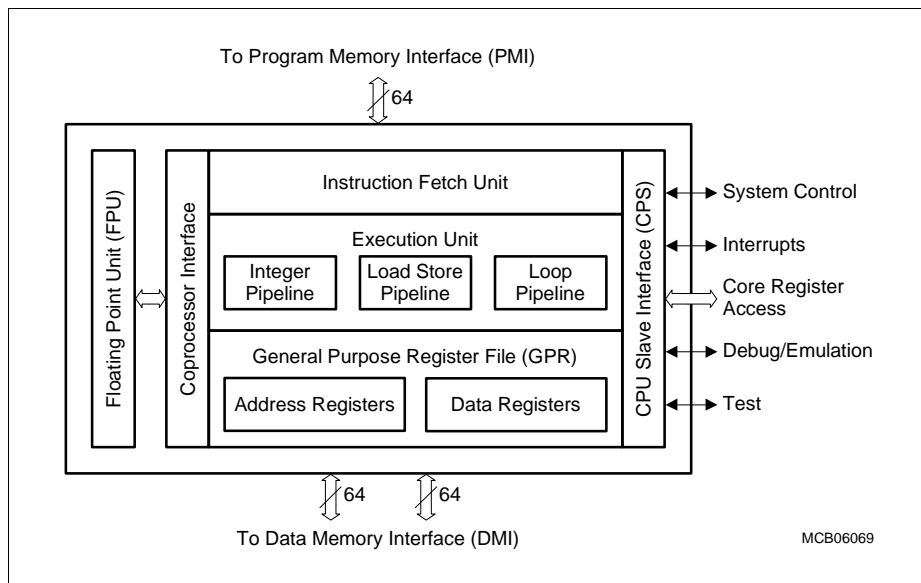 To Program Memory Interface (PMI)
64
Floating Point Unit (FPU)
Coprocessor Interface
Instruction Fetch Unit
Execution Unit
Integer
Pipeline
Load Store
Pipeline
Loop
Pipeline
General Purpose Register File (GPR)
Address Registers
Data Registers
CPU Slave Interface (CPS)
System Control
Interrupts
Core Register
Access
Debug/Emulation
Test
64
64
To Data Memory Interface (DMI)
MCB06069